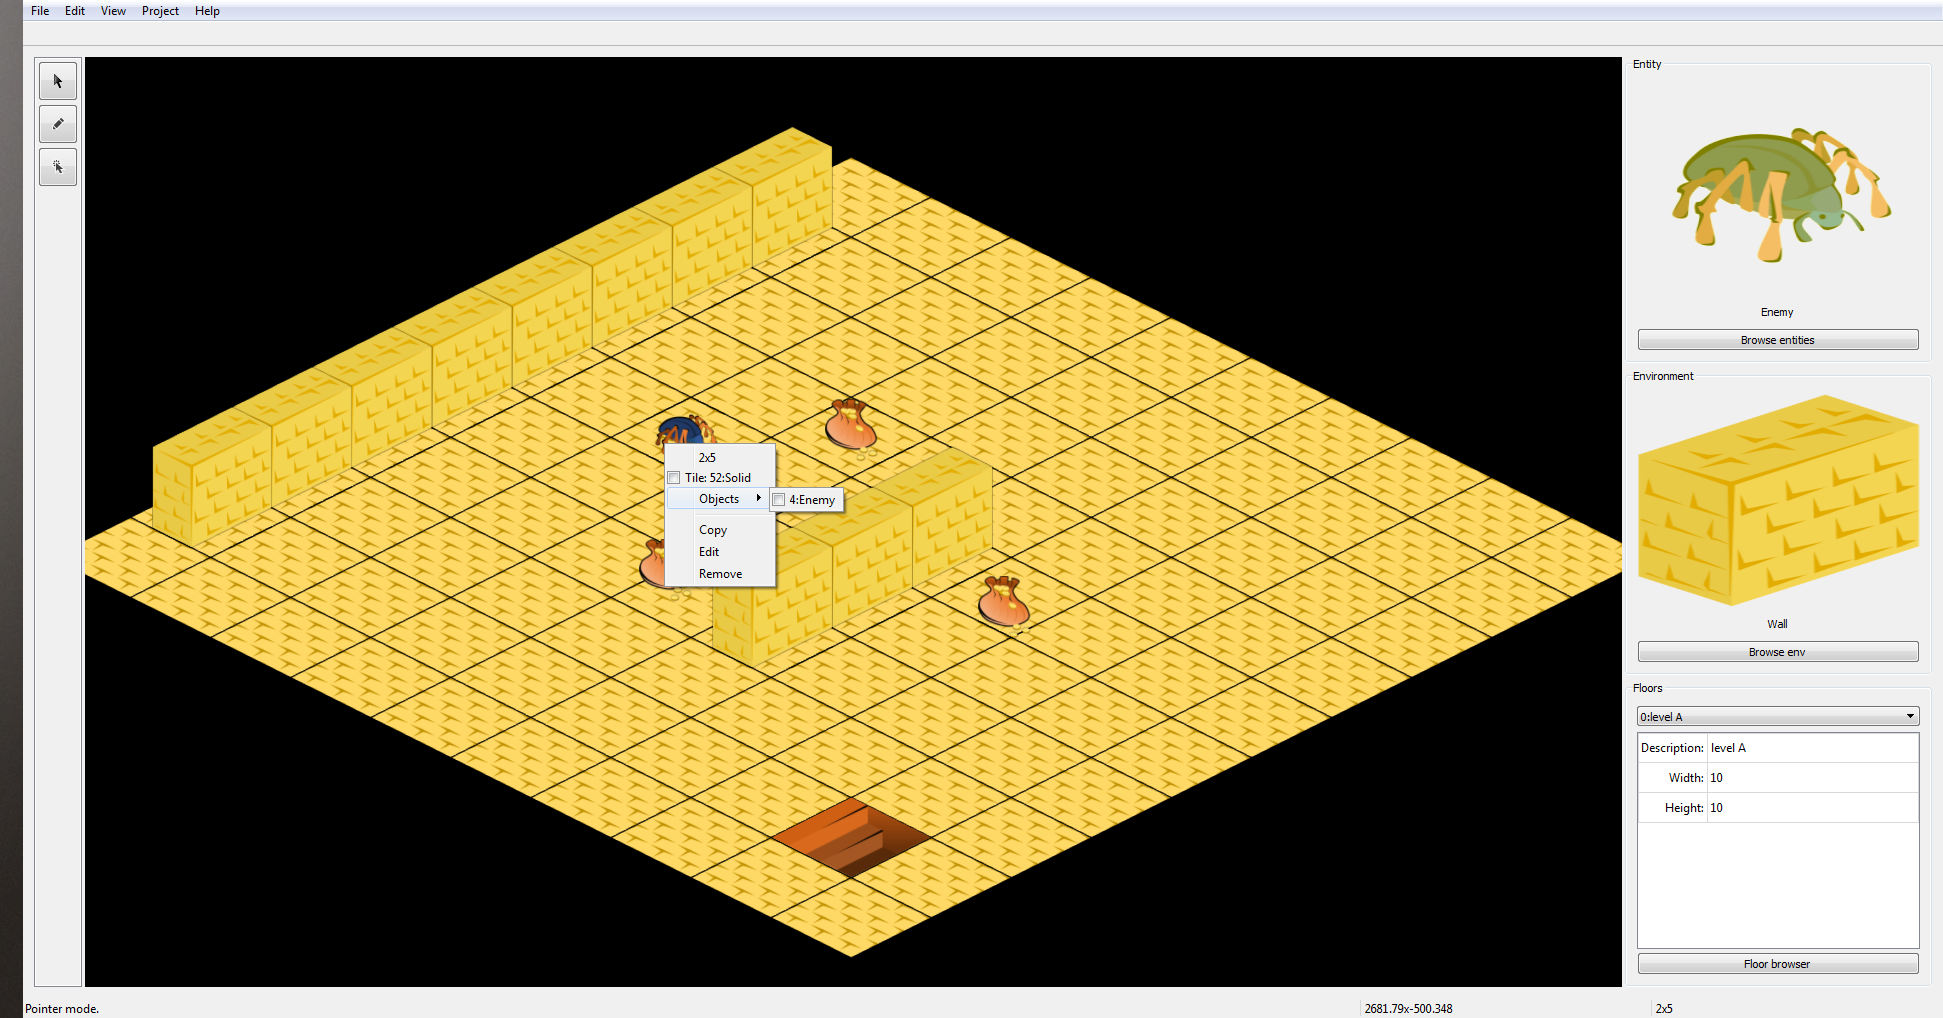 File Edit View Project Help
Entity
Enemy
Browse entities
Environment
Wall
Browse env
Floors
0:level A
Description: level A
Width: 10
Height: 10
Floor browser
2x5
Tile: 52:Solid
Objects
4:Enemy
Copy
Edit
Remove
Pointer mode. 2681.79x-500.348 2x5